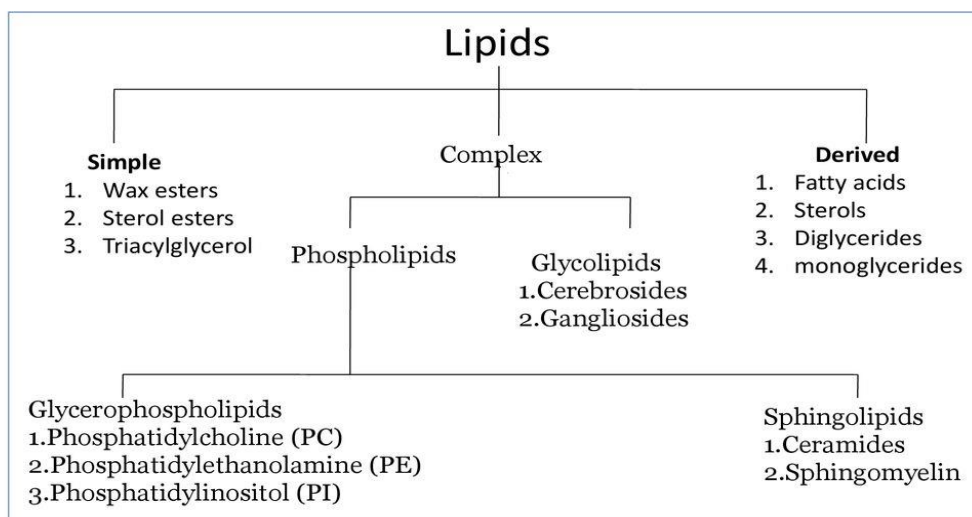 Lipids
Simple
1. Wax esters
2. Sterol esters
3. Triacylglycerol
Complex
Phospholipids
Glycolipids
1.Cerebrosides
2.Gangliosides
Derived
1. Fatty acids
2. Sterols
3. Diglycerides
4. monoglycerides
Glycerophospholipids
1.Phosphatidylcholine (PC)
2.Phosphatidylethanolamine (PE)
3.Phosphatidylinositol (PI)
Sphingolipids
1.Ceramides
2.Sphingomyelin